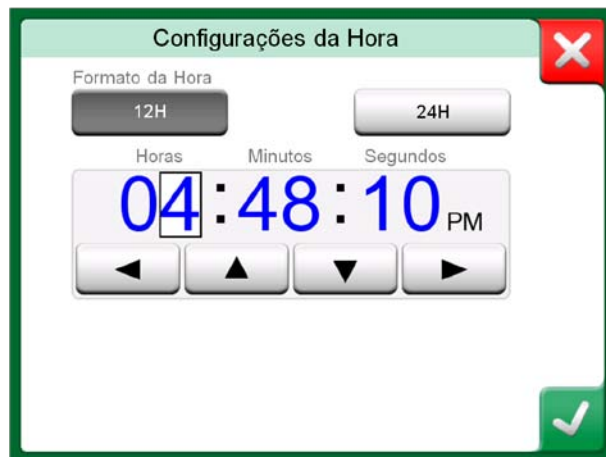 Configurações da Hora
Formato da Hora
12H 24H
Horas Minutos Segundos
04:48:10 PM